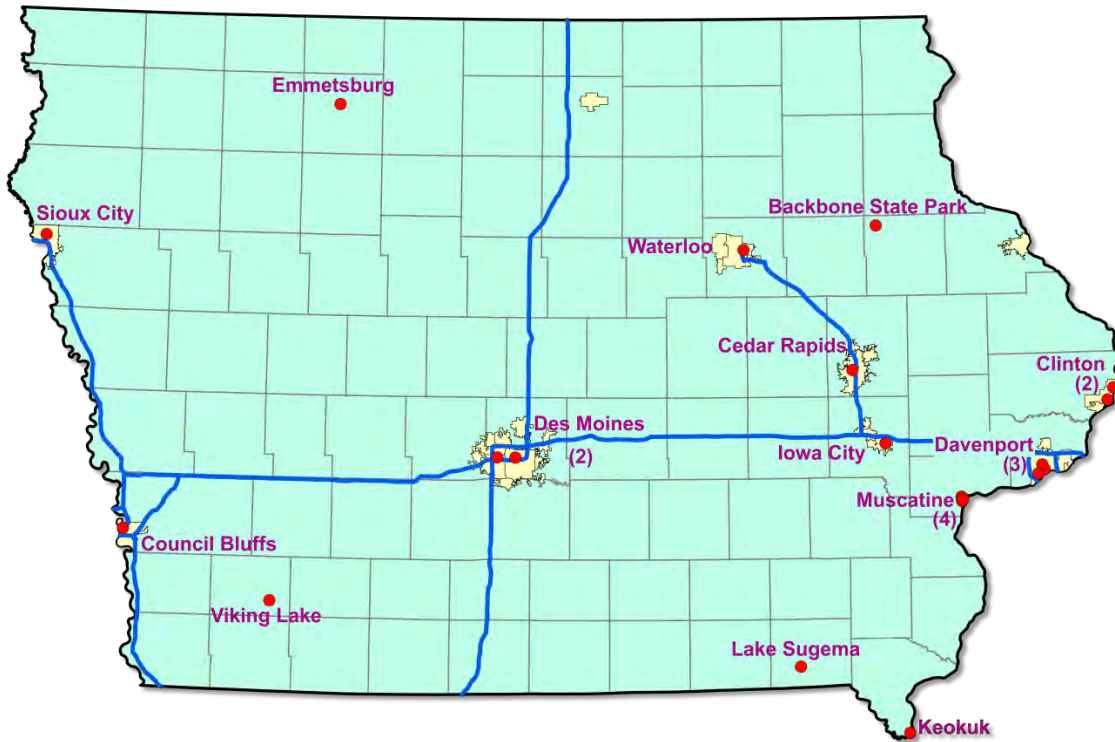 Emmetsburg
Sioux City
Backbone State Park
Waterloo
Cedar Rapids
Clinton
(2)
Des Moines
(2)
Iowa City
Davenport
(3)
Muscatine
(4)
Council Bluffs
Viking Lake
Lake Sugema
Keokuk